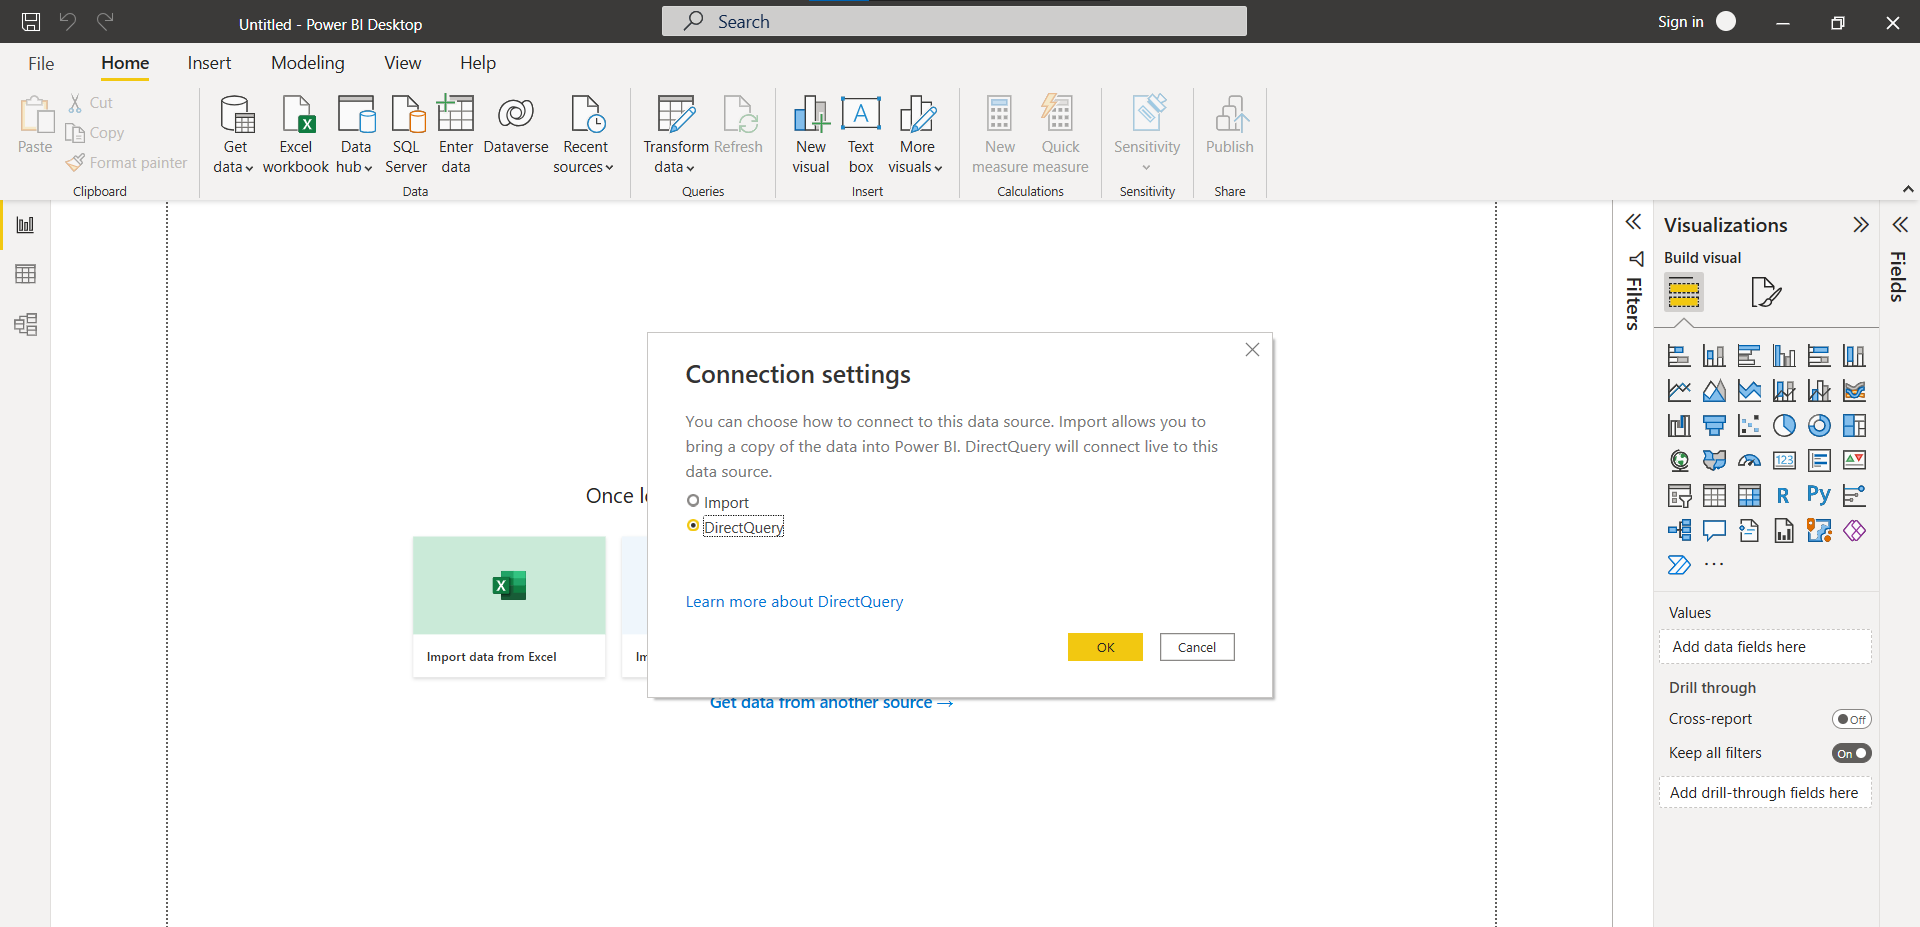 Untitled - Power BI Desktop
Search
Sign in
File
Home
Insert
Modeling
View
Help
Paste
Cut
Copy
Format painter
Clipboard
Get
data
Excel
workbook
Data
hub
SQL
Server
Enter
data
Dataverse
Recent
sources
Data
Transform
data
Refresh
Queries
New
visual
Text
box
More
visuals
Insert
New
measure
Quick
measure
Calculations
Sensitivity
Sensitivity
Publish
Share
Once
Import data from Excel
Get data from another source →
Connection settings
You can choose how to connect to this data source. Import allows you to
bring a copy of the data into Power BI. DirectQuery will connect live to this
data source.
Import
DirectQuery
Learn more about DirectQuery
OK
Cancel
Filters
Visualizations
Build visual
123
R
Py
...
Values
Add data fields here
Drill through
Cross-report
Off
Keep all filters
On
Add drill-through fields here
Fields